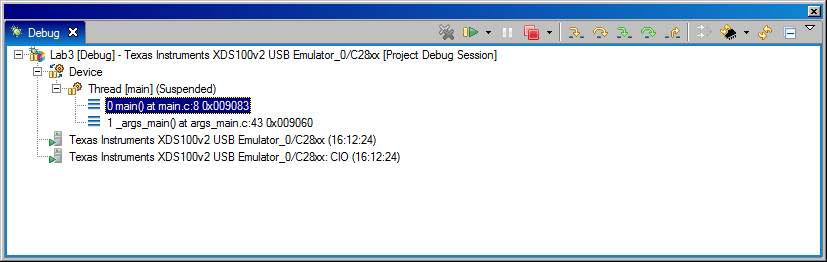 Debug
Lab3 [Debug] - Texas Instruments XDS100v2 USB Emulator_0/C28xx [Project Debug Session]
Device
Thread [main] (Suspended)
0 main() at main.c:8 0x009083
1 _args_main() at args_main.c:43 0x009060
Texas Instruments XDS100v2 USB Emulator_0/C28xx (16:12:24)
Texas Instruments XDS100v2 USB Emulator_0/C28xx: CIO (16:12:24)